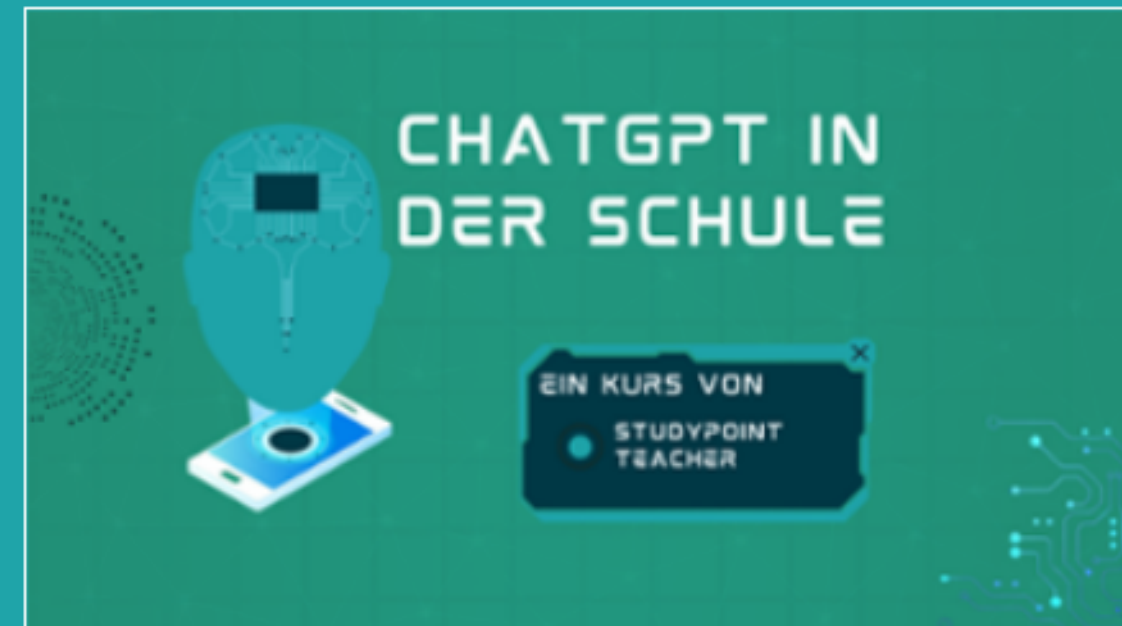 CHATGPT IN
DER SCHULE
EIN KURS VON
STUDYPOINT
TEACHER